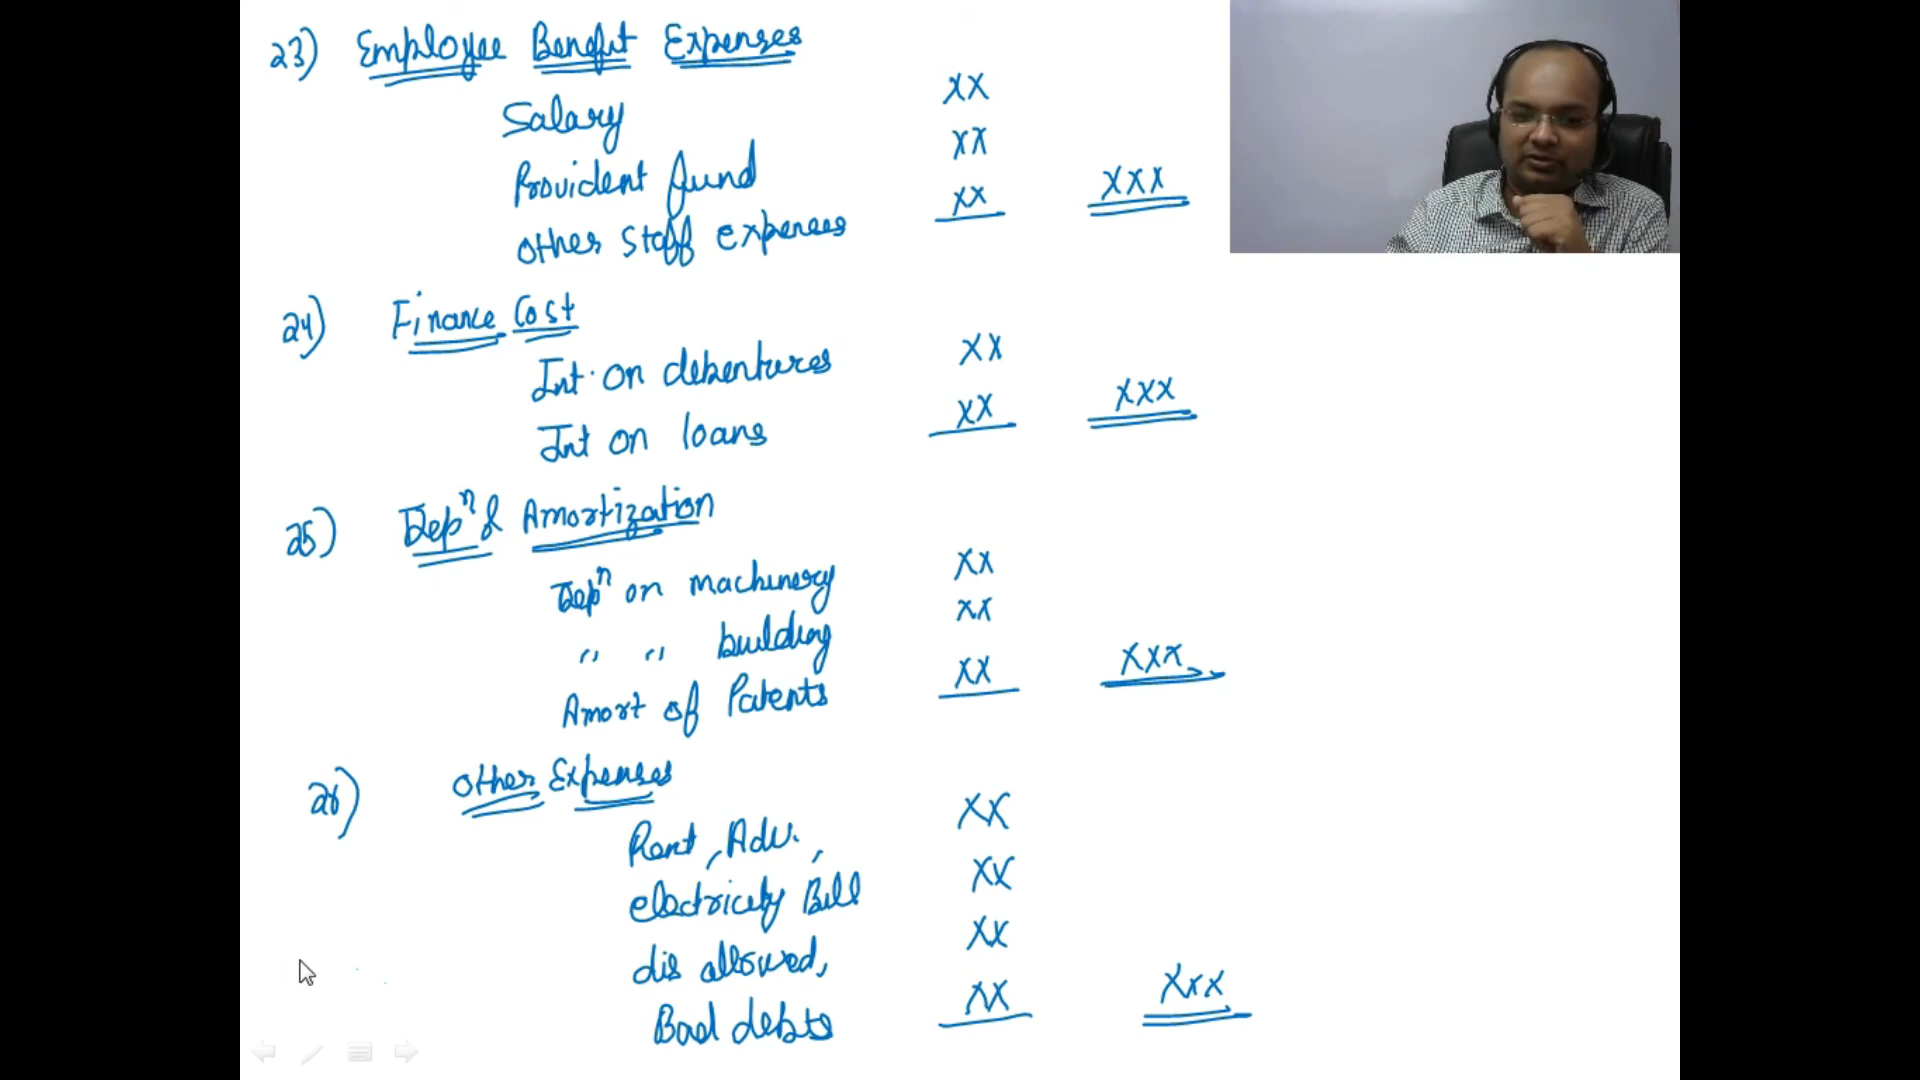 23) Employee Benefit Expenses
Salary XX
Provident fund XX
Other Staff expenses XX XXX
24) Finance Cost
Int. on debentures XX
Int on loans XX XXX
25) Depⁿ & Amortization
Depⁿ on machinery XX
" " building XX
Amort of Patents XX XXX
26) Other Expenses
Rent, Adv., XX
electricity Bill XX
dis allowed, XX
Bad debts XX XXX